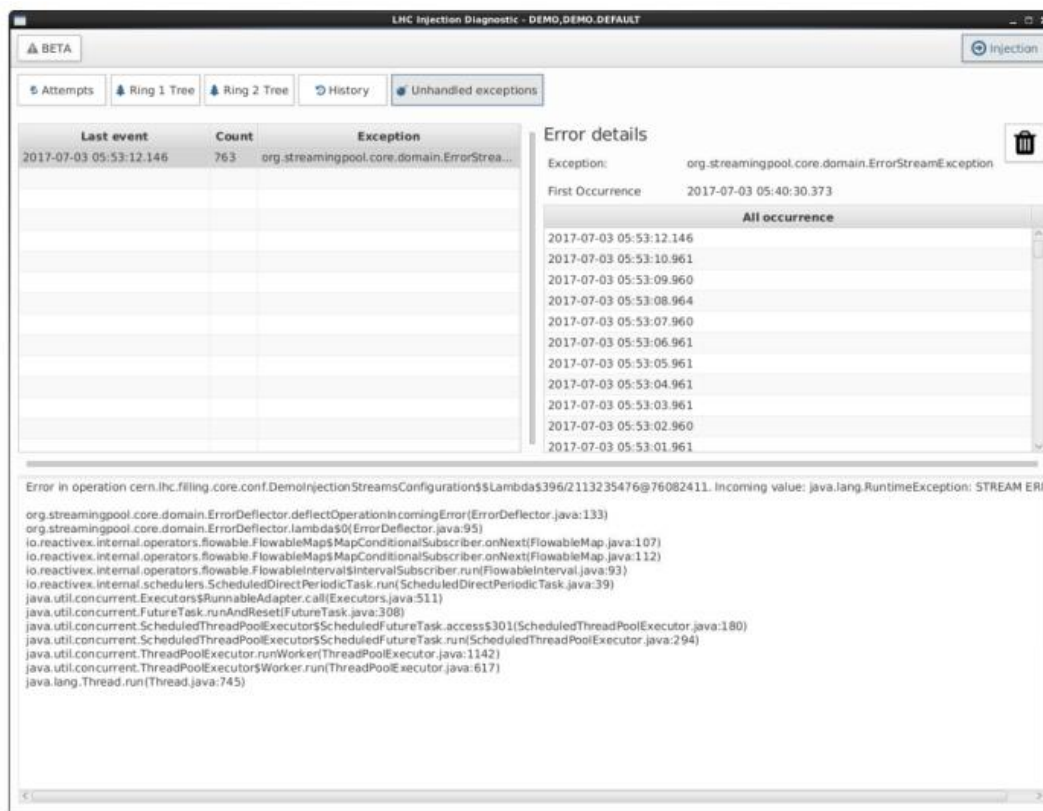 LHC Injection Diagnostic - DEMO,DEMO.DEFAULT
BETA
Injection
Attempts
Ring 1 Tree
Ring 2 Tree
History
Unhandled exceptions
Last event Count Exception
2017-07-03 05:53:12.146 763 org.streamingpool.core.domain.ErrorStrea...
Error details
Exception: org.streamingpool.core.domain.ErrorStreamException
First Occurrence 2017-07-03 05:40:30.373
All occurrence
2017-07-03 05:53:12.146
2017-07-03 05:53:10.961
2017-07-03 05:53:09.960
2017-07-03 05:53:08.964
2017-07-03 05:53:07.960
2017-07-03 05:53:06.961
2017-07-03 05:53:05.961
2017-07-03 05:53:04.961
2017-07-03 05:53:03.961
2017-07-03 05:53:02.960
2017-07-03 05:53:01.961
Error in operation cern.lhc.filling.core.conf.DemoInjectionStreamsConfiguration$$Lambda$396/2113235476@76082411. Incoming value: java.lang.RuntimeException: STREAM ERI
org.streamingpool.core.domain.ErrorDeflector.deflectOperationIncomingError(ErrorDeflector.java:133)
org.streamingpool.core.domain.ErrorDeflector.lambda$0(ErrorDeflector.java:95)
io.reactivex.internal.operators.flowable.FlowableMap$MapConditionalSubscriber.onNext(FlowableMap.java:107)
io.reactivex.internal.operators.flowable.FlowableMap$MapConditionalSubscriber.onNext(FlowableMap.java:112)
io.reactivex.internal.operators.flowable.FlowableInterval$IntervalSubscriber.run(FlowableInterval.java:93)
io.reactivex.internal.schedulers.ScheduledDirectPeriodicTask.run(ScheduledDirectPeriodicTask.java:39)
java.util.concurrent.Executors$RunnableAdapter.call(Executors.java:511)
java.util.concurrent.FutureTask.runAndReset(FutureTask.java:308)
java.util.concurrent.ScheduledThreadPoolExecutor$ScheduledFutureTask.access$301(ScheduledThreadPoolExecutor.java:180)
java.util.concurrent.ScheduledThreadPoolExecutor$ScheduledFutureTask.run(ScheduledThreadPoolExecutor.java:294)
java.util.concurrent.ThreadPoolExecutor.runWorker(ThreadPoolExecutor.java:1142)
java.util.concurrent.ThreadPoolExecutor$Worker.run(ThreadPoolExecutor.java:617)
java.lang.Thread.run(Thread.java:745)